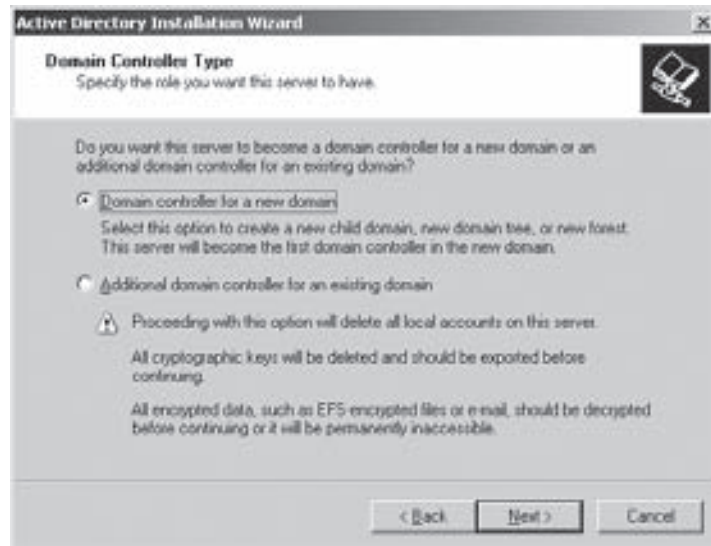 Active Directory Installation Wizard
Domain Controller Type
Specify the role you want this server to have.
Do you want this server to become a domain controller for a new domain or an
additional domain controller for an existing domain?
Domain controller for a new domain
Select this option to create a new child domain, new domain tree, or new forest.
This server will become the first domain controller in the new domain.
Additional domain controller for an existing domain
Proceeding with this option will delete all local accounts on this server.
All cryptographic keys will be deleted and should be exported before
continuing.
All encrypted data, such as EFS-encrypted files or e-mail, should be decrypted
before continuing or it will be permanently inaccessible.
< Back
Next >
Cancel